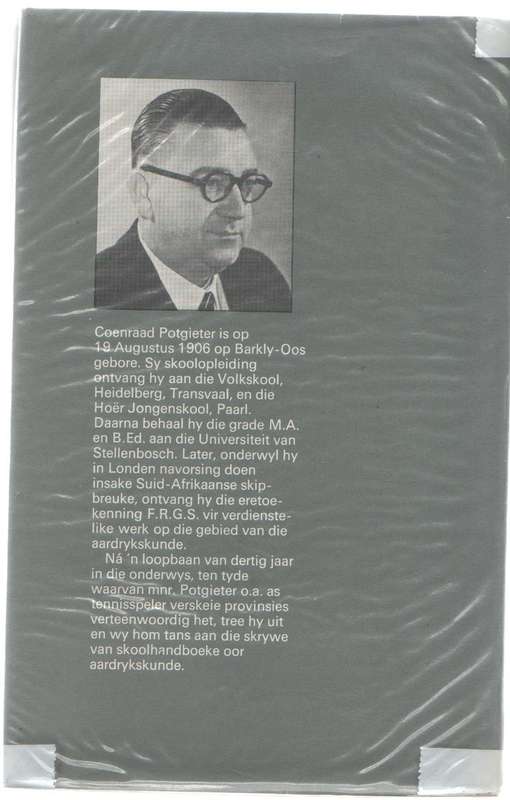 Coenraad Potgieter is op
19 Augustus 1906 op Barkly-Oos
gebore. Sy skoolopleiding
ontvang hy aan die Volkskool,
Heidelberg, Transvaal, en die
Hoër Jongenskool, Paarl.
Daarna behaal hy die grade M.A.
en B.Ed. aan die Universiteit van
Stellenbosch. Later, onderwyl hy
in Londen navorsing doen
insake Suid-Afrikaanse skip-
breuke, ontvang hy die eretoe-
kenning F.R.G.S. vir verdienste-
like werk op die gebied van die
aardrykskunde.
Ná 'n loopbaan van dertig jaar
in die onderwys, ten tyde
waarvan mnr. Potgieter o.a. as
tennisspeler verskeie provinsies
verteenwoordig het, tree hy uit
en wy hom tans aan die skrywe
van skoolhandboeke oor
aardrykskunde.